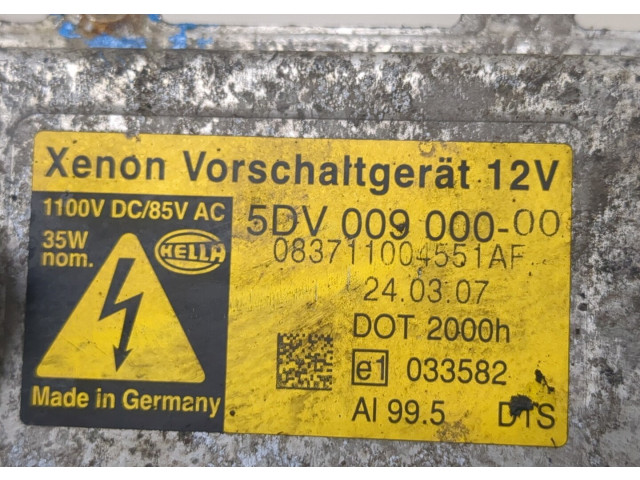 Xenon Vorschaltgerät 12V
1100V DC/85V AC
35W
nom.
HELLA
5DV 009 000-00
083711004551AF
24.03.07
DOT 2000h
e1 033582
Al 99.5 DTS
Made in Germany